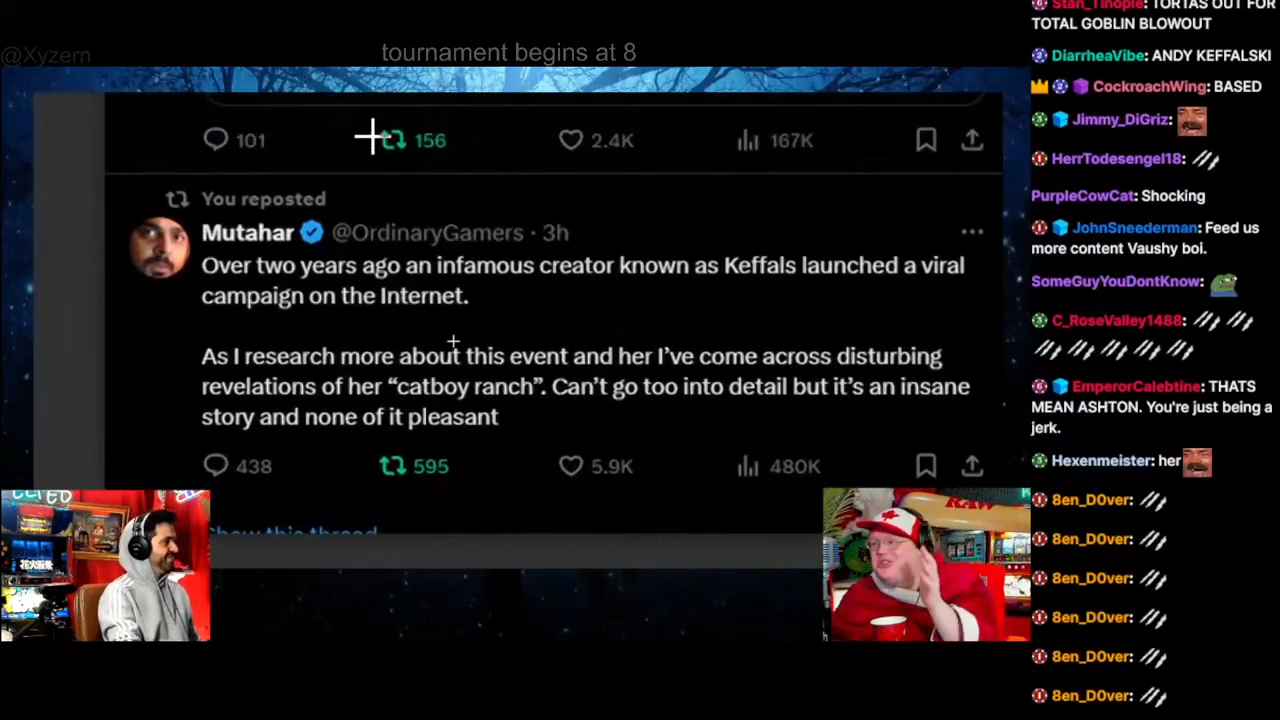 @Xyzern
tournament begins at 8
101
156
2.4K
167K
You reposted
Mutahar @OrdinaryGamers · 3h
Over two years ago an infamous creator known as Keffals launched a viral
campaign on the Internet.
As I research more about this event and her I've come across disturbing
revelations of her “catboy ranch”. Can't go too into detail but it's an insane
story and none of it pleasant
438
595
5.9K
480K
Show this thread
RAW
Stan_Tinople: TORTAS OUT FOR
TOTAL GOBLIN BLOWOUT
DiarrheaVibe: ANDY KEFFALSKI
CockroachWing: BASED
Jimmy_DiGriz:
HerrTodesengel18:
PurpleCowCat: Shocking
JohnSneederman: Feed us
more content Vaushy boi.
SomeGuyYouDontKnow:
C_RoseValley1488:
EmperorCalebtine: THATS
MEAN ASHTON. You're just being a
jerk.
Hexenmeister: her
8en_D0ver:
8en_D0ver:
8en_D0ver:
8en_D0ver:
8en_D0ver:
8en_D0ver: